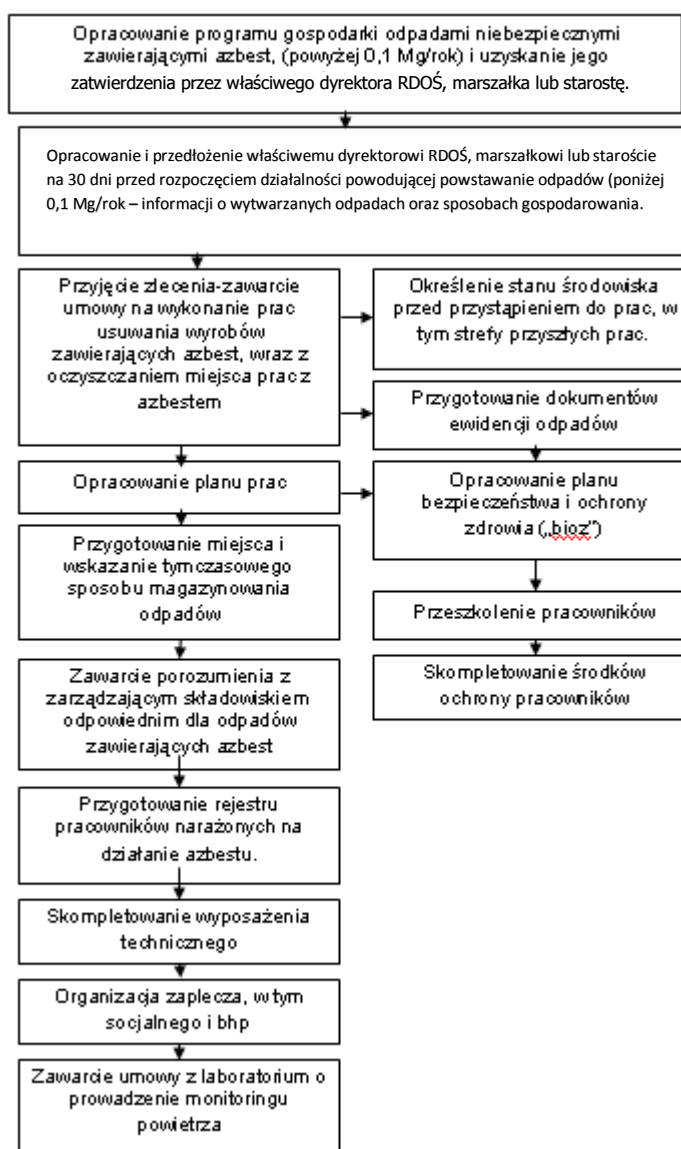 Opracowanie programu gospodarki odpadami niebezpiecznymi
zawierającymi azbest, (powyżej 0,1 Mg/rok) i uzyskanie jego
zatwierdzenia przez właściwego dyrektora RDOŚ, marszałka lub starostę.
Opracowanie i przedłożenie właściwemu dyrektorowi RDOŚ, marszałkowi lub staroście
na 30 dni przed rozpoczęciem działalności powodującej powstawanie odpadów (poniżej
0,1 Mg/rok – informacji o wytwarzanych odpadach oraz sposobach gospodarowania.
Przyjęcie zlecenia-zawarcie
umowy na wykonanie prac
usuwania wyrobów
zawierających azbest, wraz z
oczyszczaniem miejsca prac z
azbestem
Określenie stanu środowiska
przed przystąpieniem do prac, w
tym strefy przyszłych prac.
Przygotowanie dokumentów
ewidencji odpadów
Opracowanie planu prac
Opracowanie planu
bezpieczeństwa i ochrony
zdrowia („bioz")
Przygotowanie miejsca i
wskazanie tymczasowego
sposobu magazynowania
odpadów
Przeszkolenie pracowników
Zawarcie porozumienia z
zarządzającym składowiskiem
odpowiednim dla odpadów
zawierających azbest
Skompletowanie środków
ochrony pracowników
Przygotowanie rejestru
pracowników narażonych na
działanie azbestu.
Skompletowanie wyposażenia
technicznego
Organizacja zaplecza, w tym
socjalnego i bhp
Zawarcie umowy z laboratorium o
prowadzenie monitoringu
powietrza